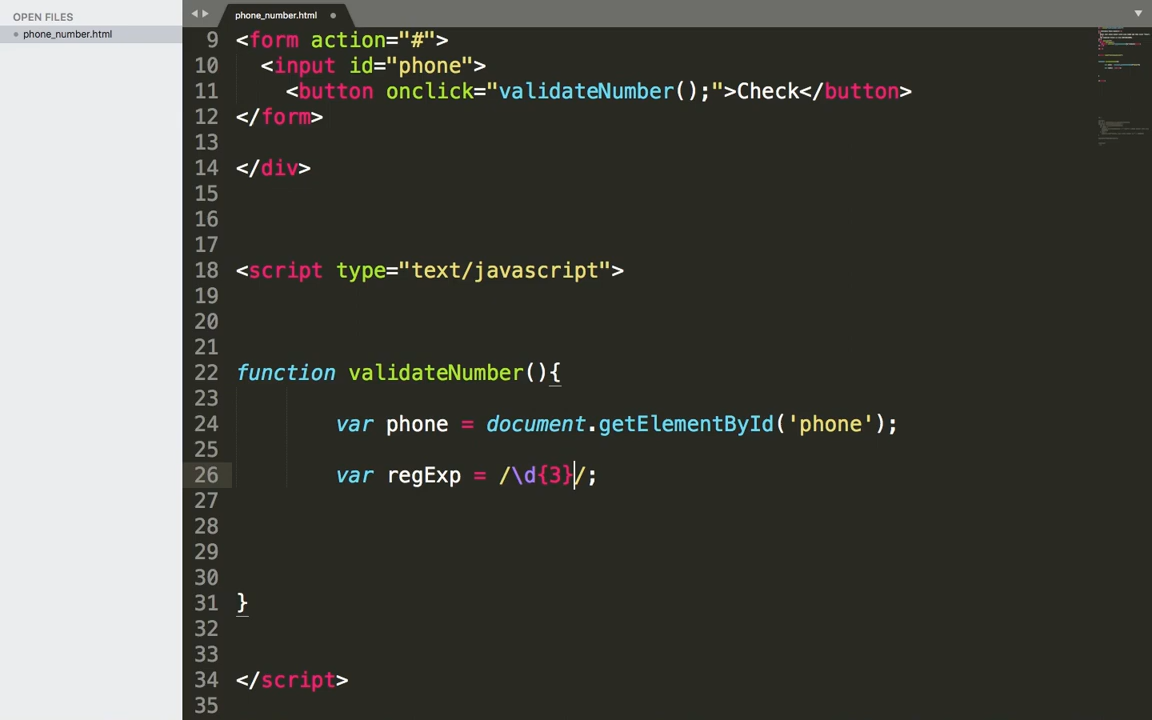 OPEN FILES
phone_number.html
phone_number.html
9 <form action="#">
10 <input id="phone">
11 <button onclick="validateNumber();">Check</button>
12 </form>
13
14 </div>
15
16
17
18 <script type="text/javascript">
19
20
21
22 function validateNumber(){
23
24 var phone = document.getElementById('phone');
25
26 var regExp = /\d{3}/;
27
28
29
30
31 }
32
33
34 </script>
35